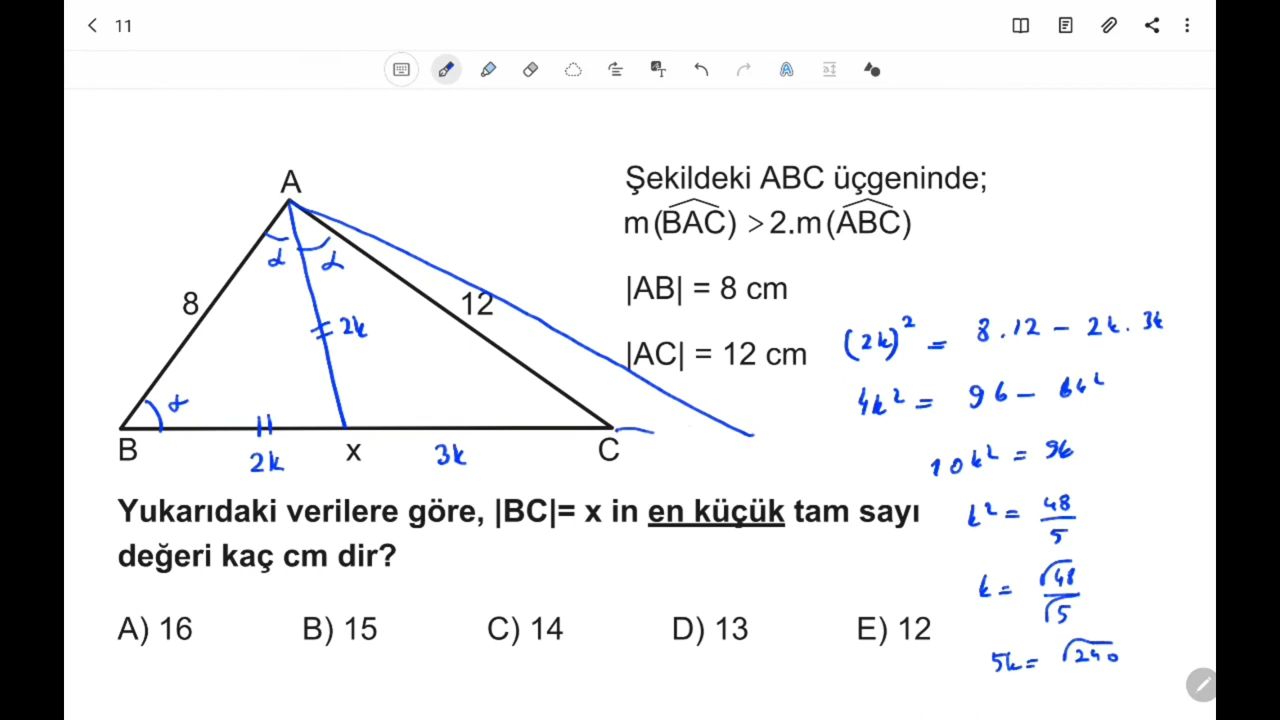 11
A
Şekildeki ABC üçgeninde;
m(BAC) > 2.m(ABC)
α α
8
12
|AB| = 8 cm
2k
|AC| = 12 cm
(2k)² = 8.12 - 2k.3k
4k² = 96 - 6k²
α
B
x
C
2k
3k
10k² = 96
Yukarıdaki verilere göre, |BC|= x in en küçük tam sayı
değeri kaç cm dir?
k² = 48/5
k = √48/√5
A) 16 B) 15 C) 14 D) 13 E) 12
5k = √240